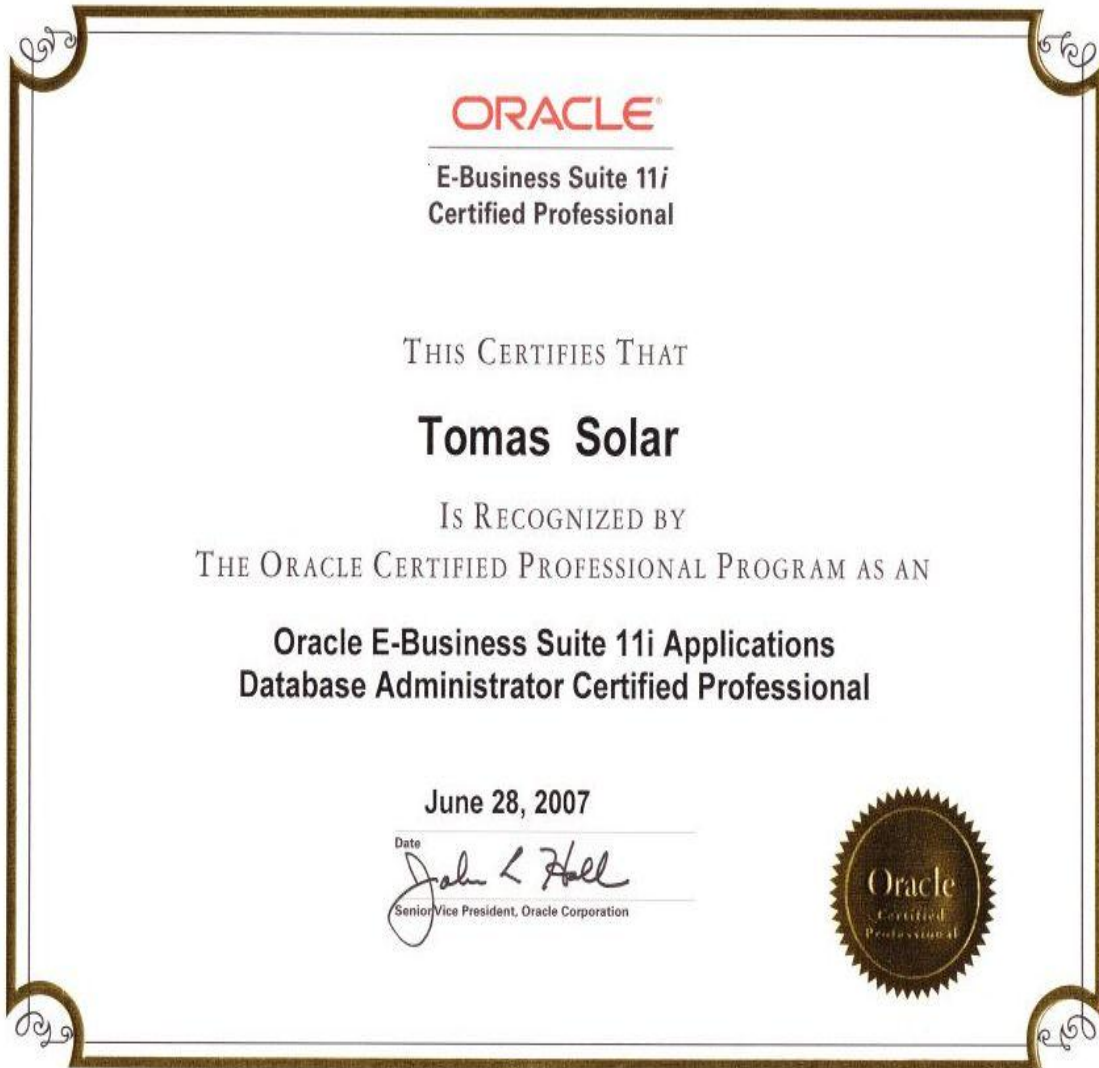 ORACLE®
E-Business Suite 11i
Certified Professional
THIS CERTIFIES THAT
Tomas Solar
IS RECOGNIZED BY
THE ORACLE CERTIFIED PROFESSIONAL PROGRAM AS AN
Oracle E-Business Suite 11i Applications
Database Administrator Certified Professional
June 28, 2007
Date
John L Hall
Senior Vice President, Oracle Corporation
Oracle
Certified
Professional